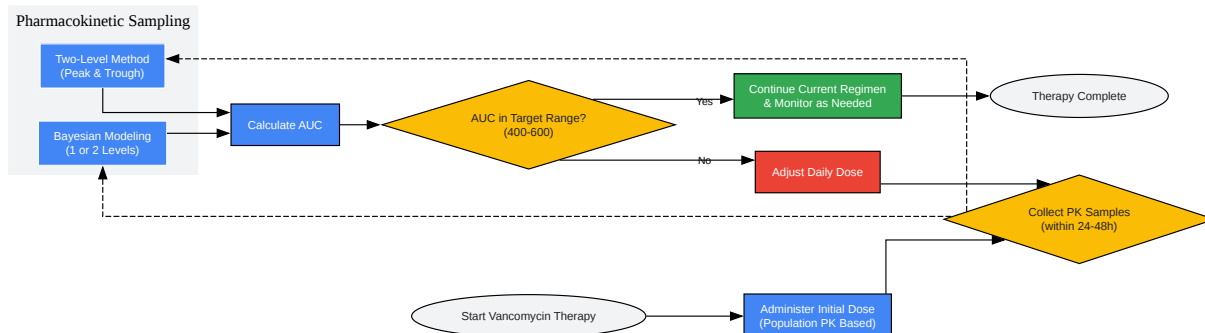 Pharmacokinetic Sampling
Two-Level Method
(Peak & Trough)
Bayesian Modeling
(1 or 2 Levels)
Calculate AUC
AUC in Target Range?
(400-600)
Yes
No
Continue Current Regimen
& Monitor as Needed
Therapy Complete
Adjust Daily Dose
Collect PK Samples
(within 24-48h)
Start Vancomycin Therapy
Administer Initial Dose
(Population PK Based)